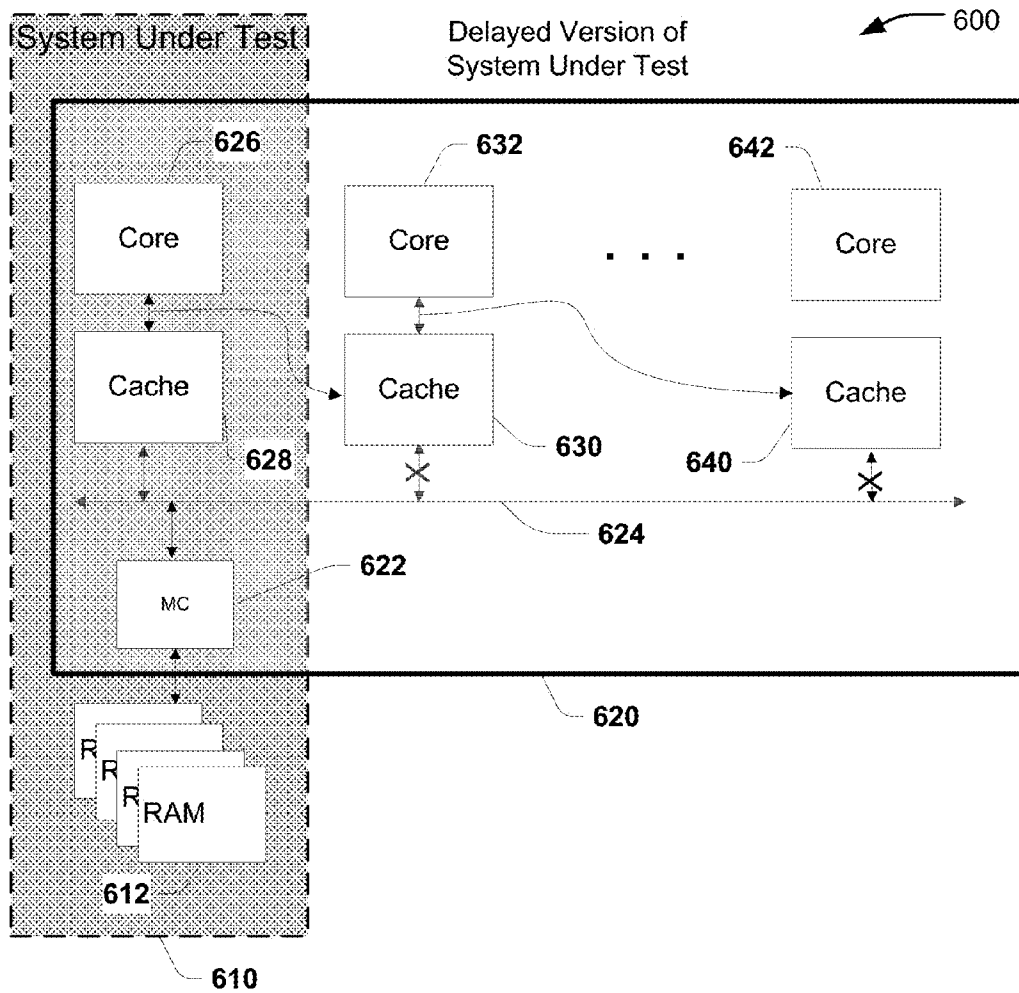 System Under Test
Delayed Version of
System Under Test
600
626
632
642
Core
Core
Core
. . .
Cache
Cache
Cache
628
630
640
624
622
MC
620
R
R
R
RAM
612
610